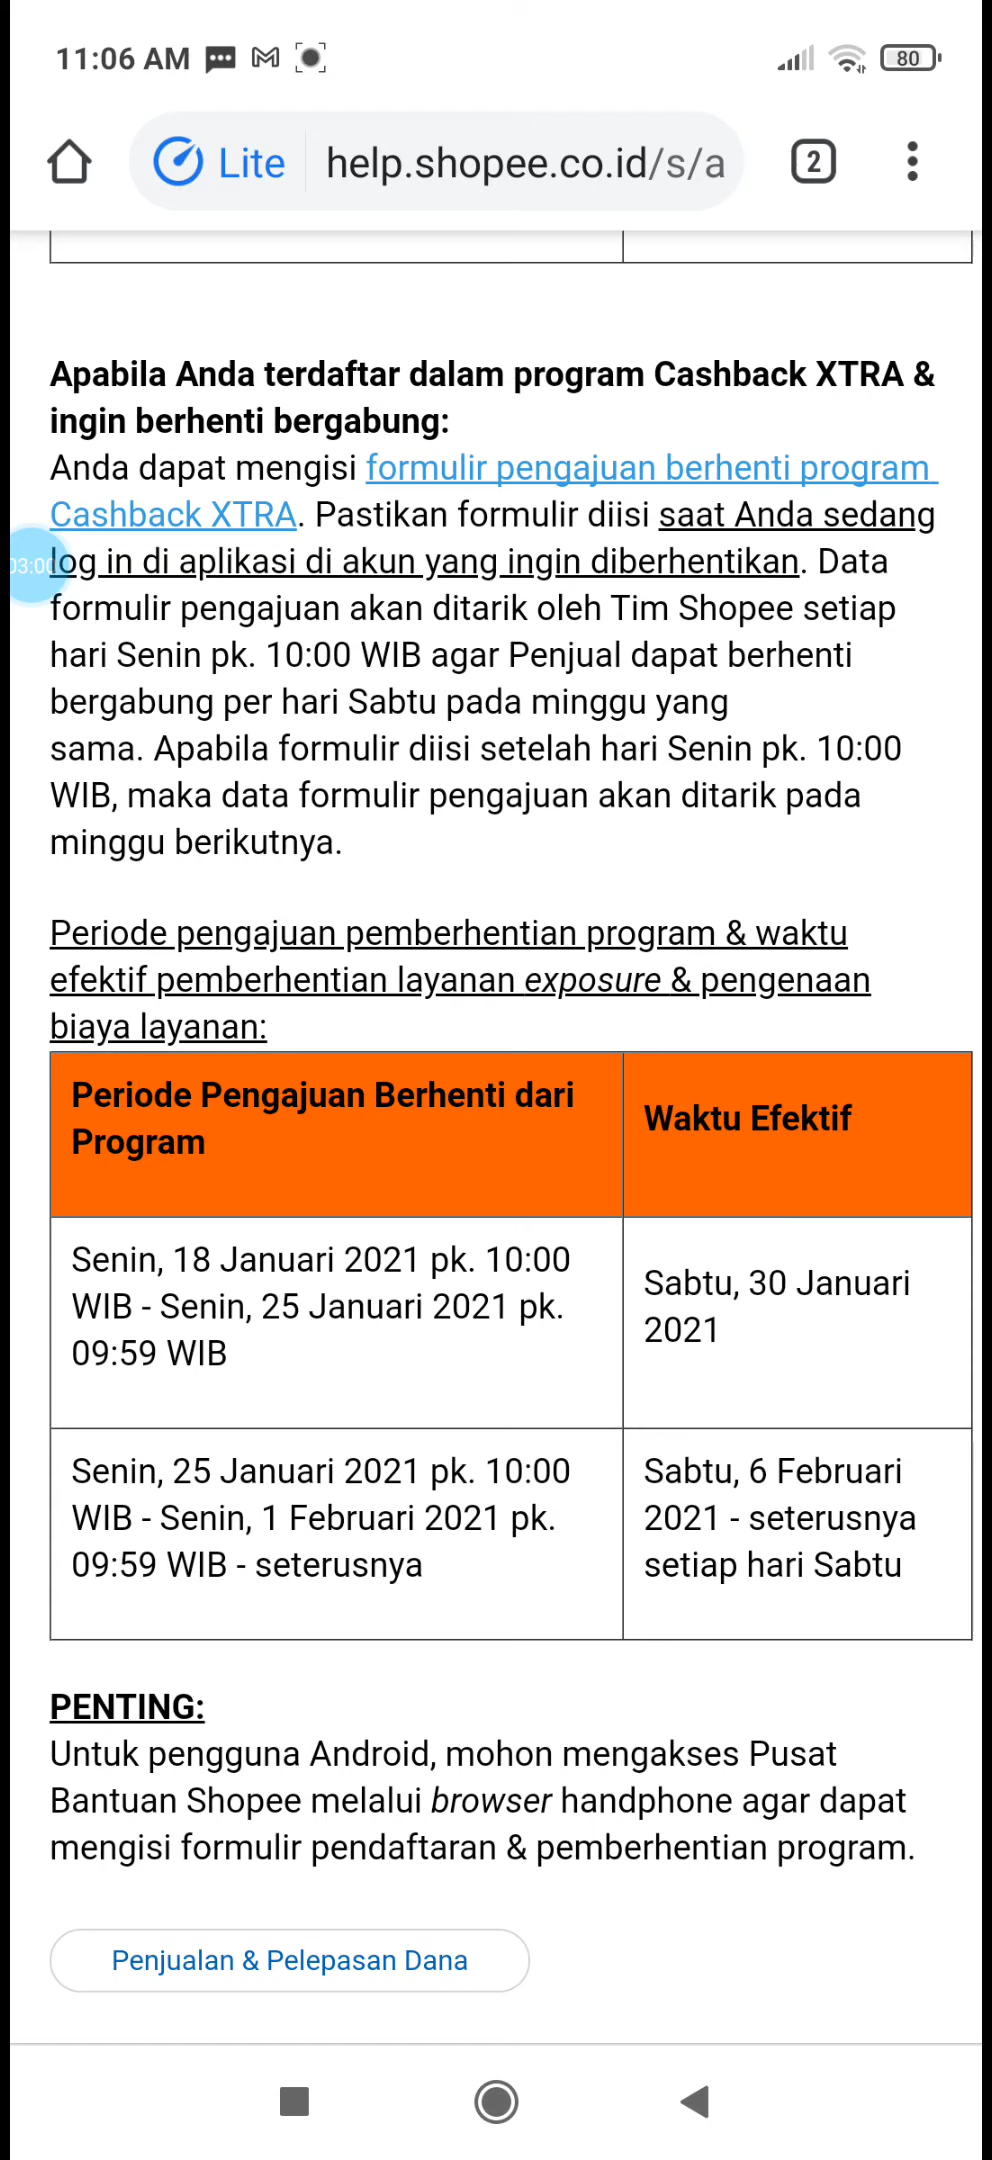 11:06 AM
80
Lite
help.shopee.co.id/s/a
2
Apabila Anda terdaftar dalam program Cashback XTRA &
ingin berhenti bergabung:
Anda dapat mengisi formulir pengajuan berhenti program
Cashback XTRA. Pastikan formulir diisi saat Anda sedang
03:00
log in di aplikasi di akun yang ingin diberhentikan. Data
formulir pengajuan akan ditarik oleh Tim Shopee setiap
hari Senin pk. 10:00 WIB agar Penjual dapat berhenti
bergabung per hari Sabtu pada minggu yang
sama. Apabila formulir diisi setelah hari Senin pk. 10:00
WIB, maka data formulir pengajuan akan ditarik pada
minggu berikutnya.
Periode pengajuan pemberhentian program & waktu
efektif pemberhentian layanan exposure & pengenaan
biaya layanan:
Periode Pengajuan Berhenti dari
Program
Waktu Efektif
Senin, 18 Januari 2021 pk. 10:00
WIB - Senin, 25 Januari 2021 pk.
09:59 WIB
Sabtu, 30 Januari
2021
Senin, 25 Januari 2021 pk. 10:00
WIB - Senin, 1 Februari 2021 pk.
09:59 WIB - seterusnya
Sabtu, 6 Februari
2021 - seterusnya
setiap hari Sabtu
PENTING:
Untuk pengguna Android, mohon mengakses Pusat
Bantuan Shopee melalui browser handphone agar dapat
mengisi formulir pendaftaran & pemberhentian program.
Penjualan & Pelepasan Dana